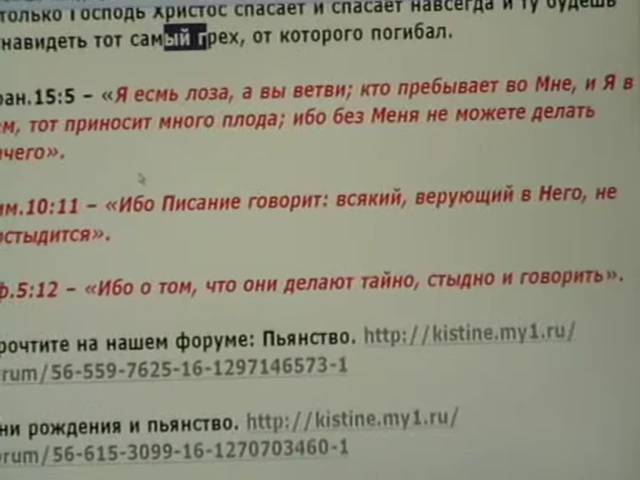 только Господь Христос спасает и спасает навсегда и ту будешь
навидеть тот самый грех, от которого погибал.
ан.15:5 – «Я есмь лоза, а вы ветви; кто пребывает во Мне, и Я в
м, тот приносит много плода; ибо без Меня не можете делать
чего».
м.10:11 – «Ибо Писание говорит: всякий, верующий в Него, не
стыдится».
ф.5:12 – «Ибо о том, что они делают тайно, стыдно и говорить».
рочтите на нашем форуме: Пьянство. http://kistine.my1.ru/
rum/56-559-7625-16-1297146573-1
ни рождения и пьянство. http://kistine.my1.ru/
rum/56-615-3099-16-1270703460-1